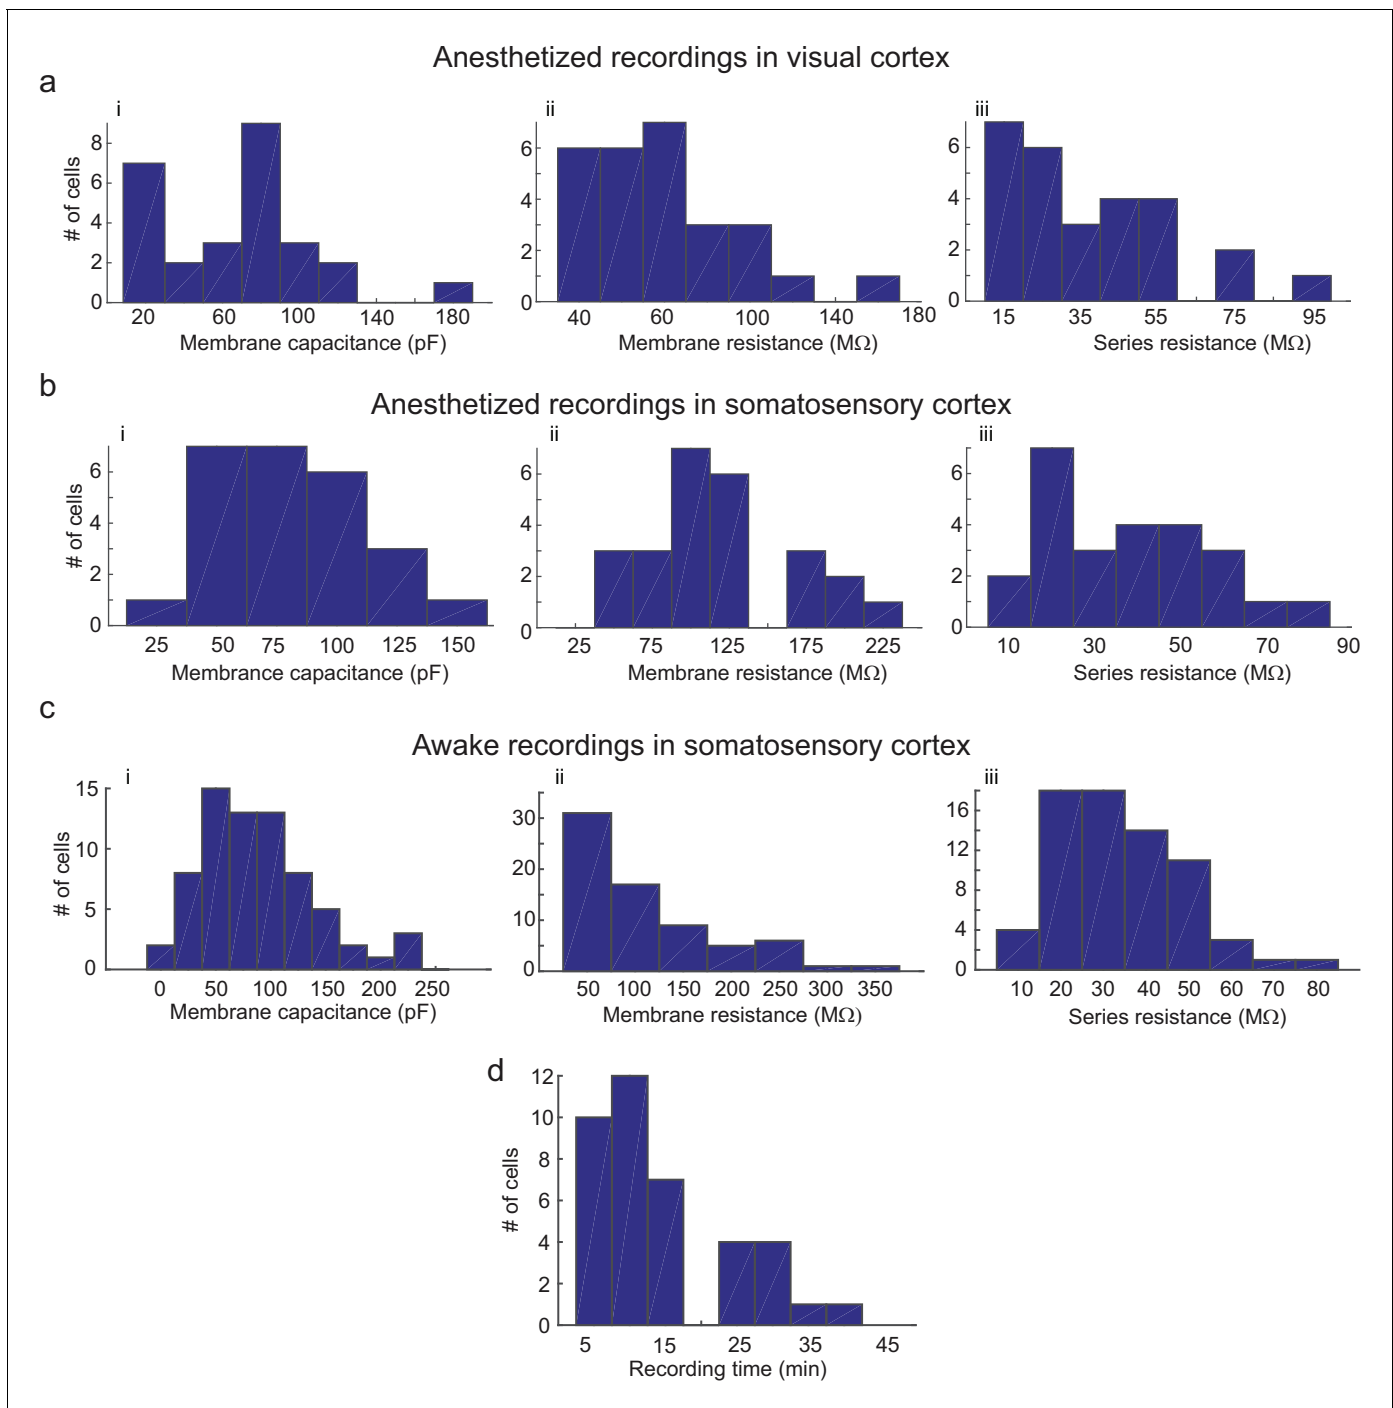 Anesthetized recordings in visual cortex
a
i
ii
iii
8
6
4
2
0
# of cells
20 60 100 140 180
Membrane capacitance (pF)
6
4
2
0
40 60 100 140 180
Membrane resistance (MΩ)
6
4
2
0
15 35 55 75 95
Series resistance (MΩ)
b
Anesthetized recordings in somatosensory cortex
i
ii
iii
6
4
2
0
# of cells
25 50 75 100 125 150
Membrance capacitance (pF)
6
4
2
0
25 75 125 175 225
Membrane resistance (MΩ)
6
4
2
0
10 30 50 70 90
Series resistance (MΩ)
c
Awake recordings in somatosensory cortex
i
ii
iii
15
10
5
0
# of cells
0 50 100 150 200 250
Membrane capacitance (pF)
30
20
10
0
50 100 150 200 250 300 350
Membrane resistance (MΩ)
16
12
8
4
0
10 20 30 40 50 60 70 80
Series resistance (MΩ)
d
12
10
8
6
4
2
0
# of cells
5 15 25 35 45
Recording time (min)